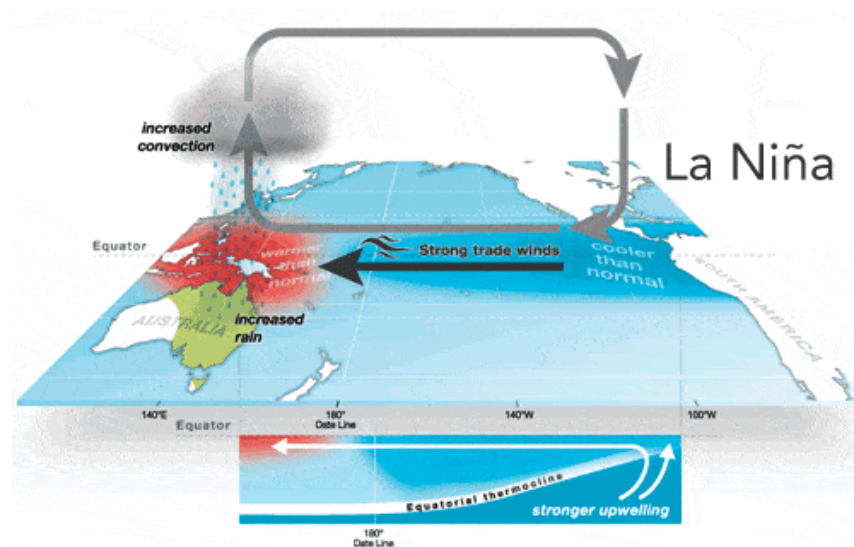 increased
convection
La Niña
Equator
warmer
than
normal
Strong trade winds
cooler
than
normal
SOUTH AMERICA
AUSTRALIA
increased
rain
140°E
180°
Date Line
140°W
100°W
Equator
Equatorial thermocline
stronger upwelling
180°
Date Line